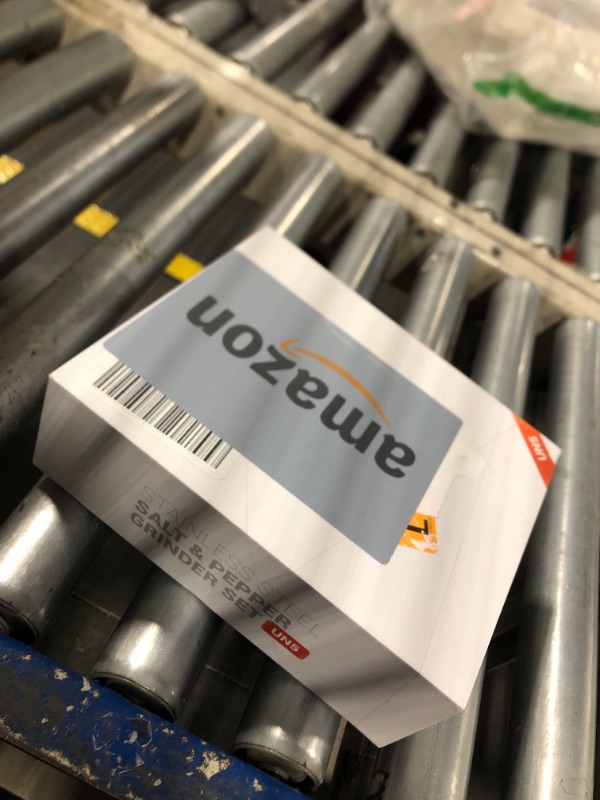 amazon
UNS
STAINLESS STEEL
SALT & PEPPER
GRINDER SET
UNS